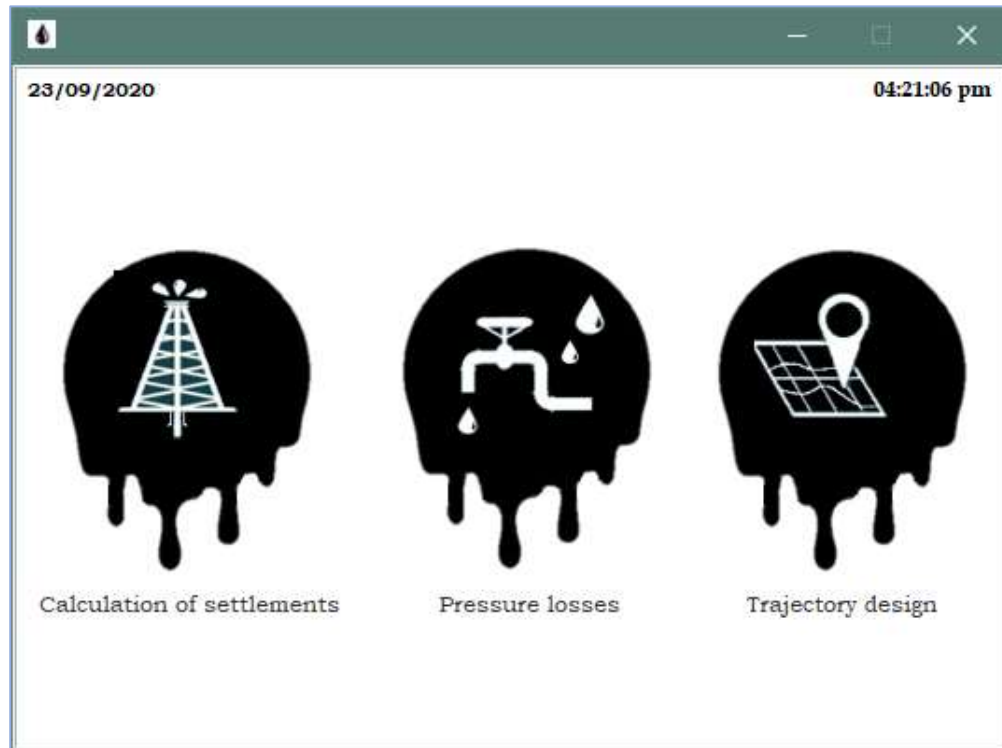 23/09/2020 04:21:06 pm
Calculation of settlements Pressure losses Trajectory design